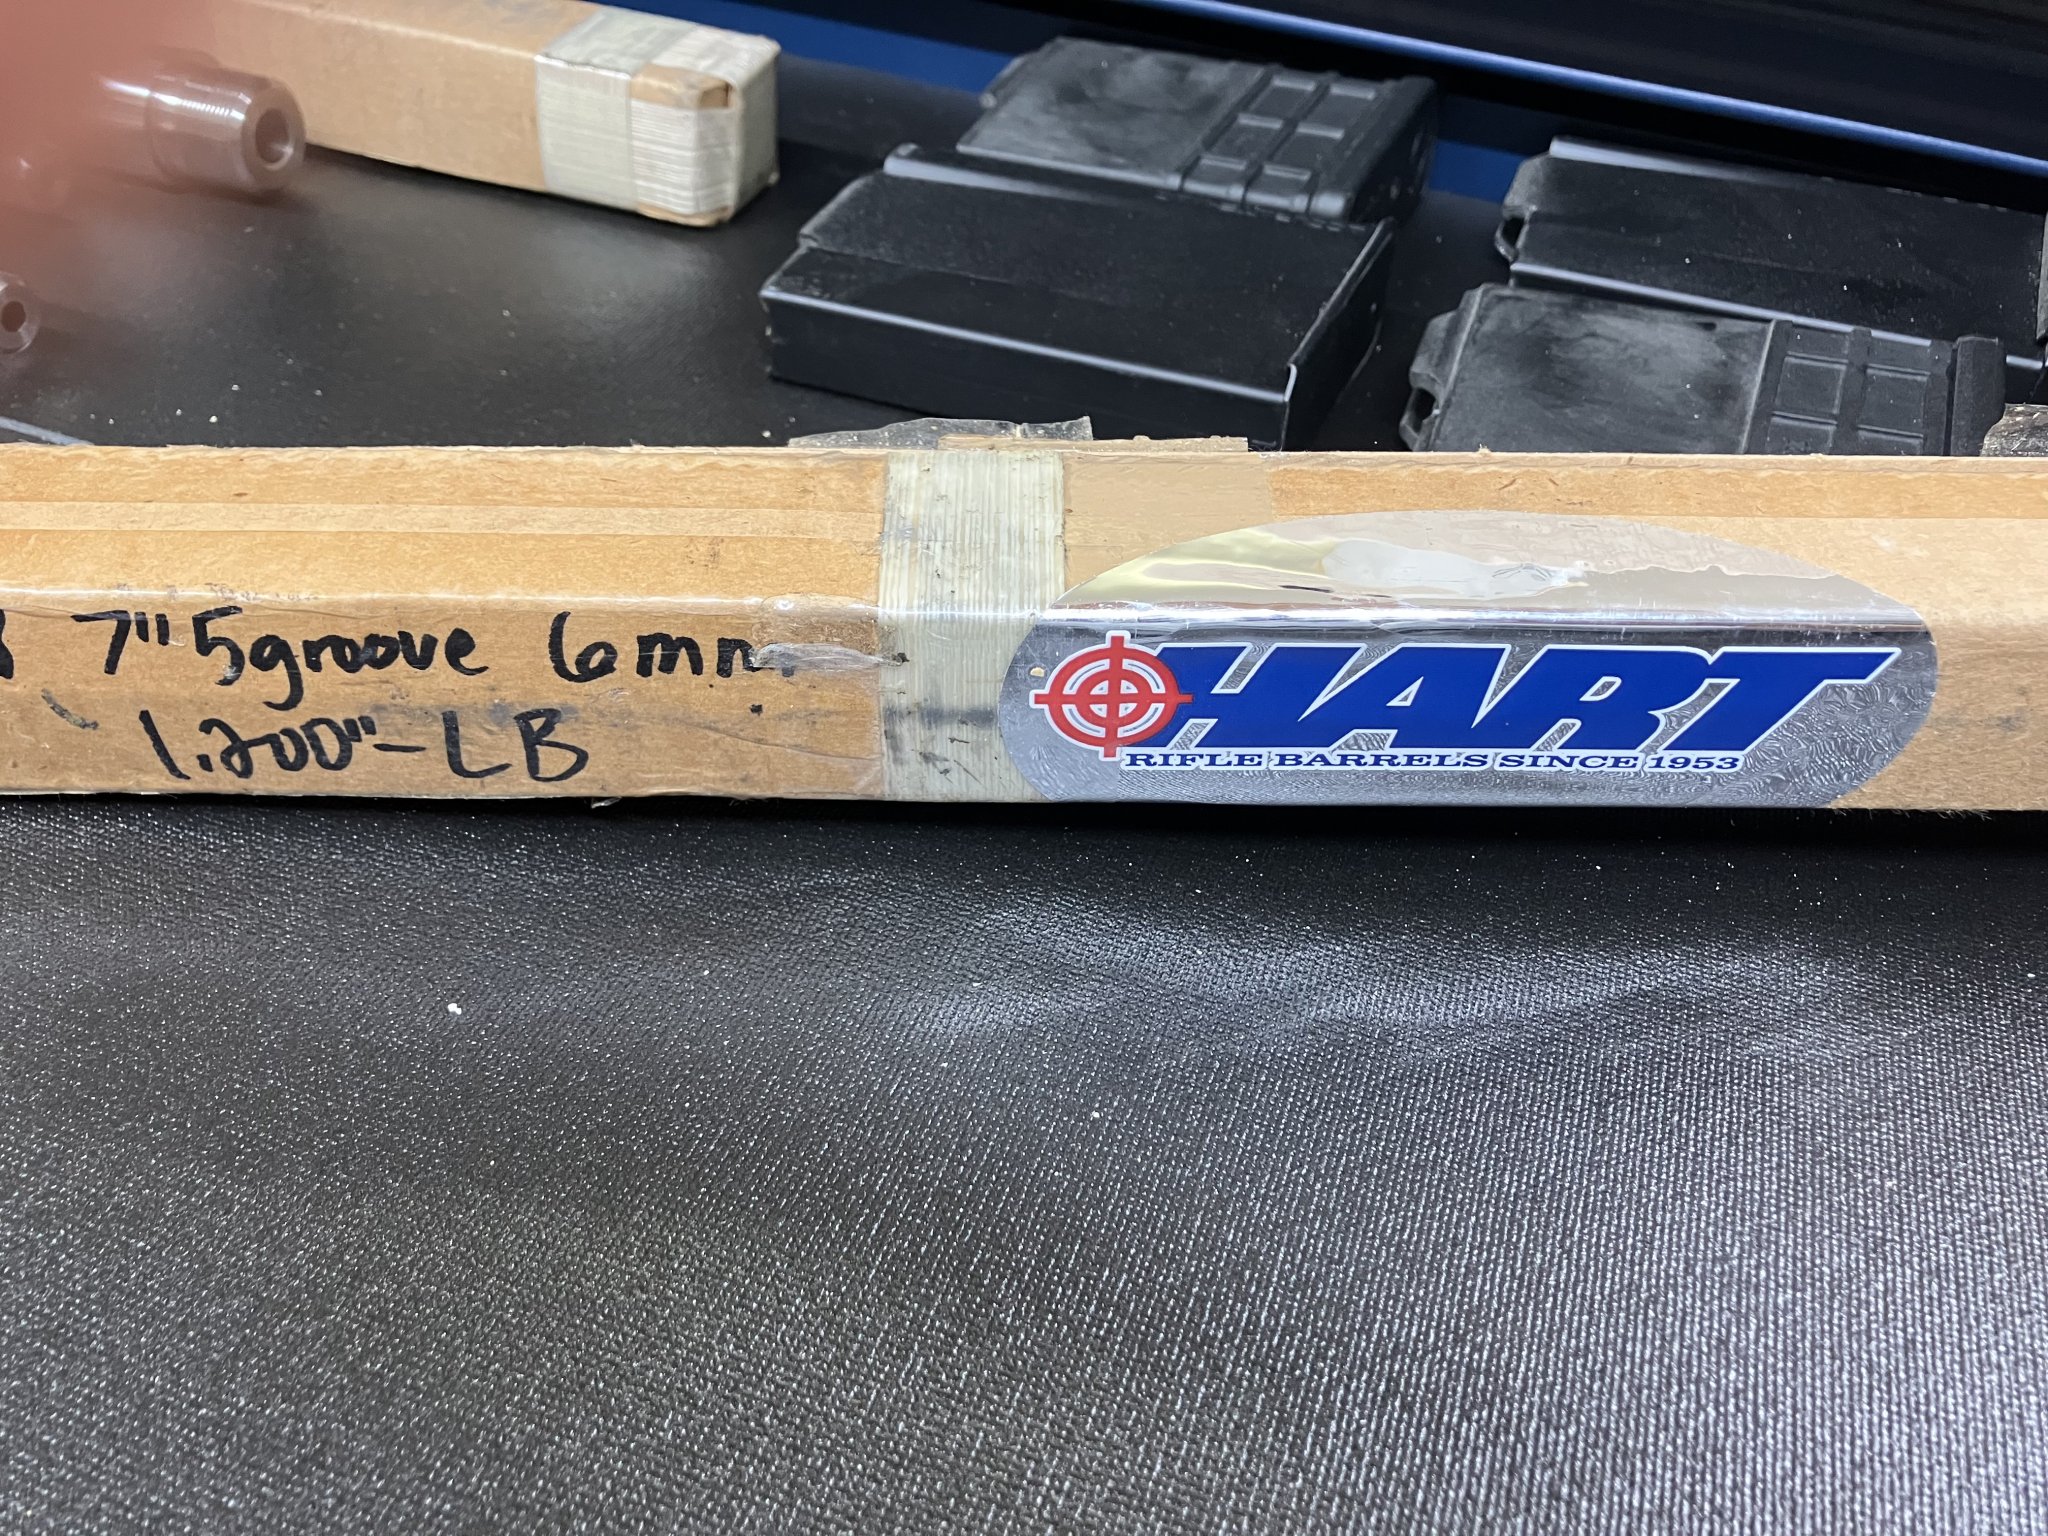 7" 5groove 6mm
1.200"-LB
HART
RIFLE BARRELS SINCE 1953